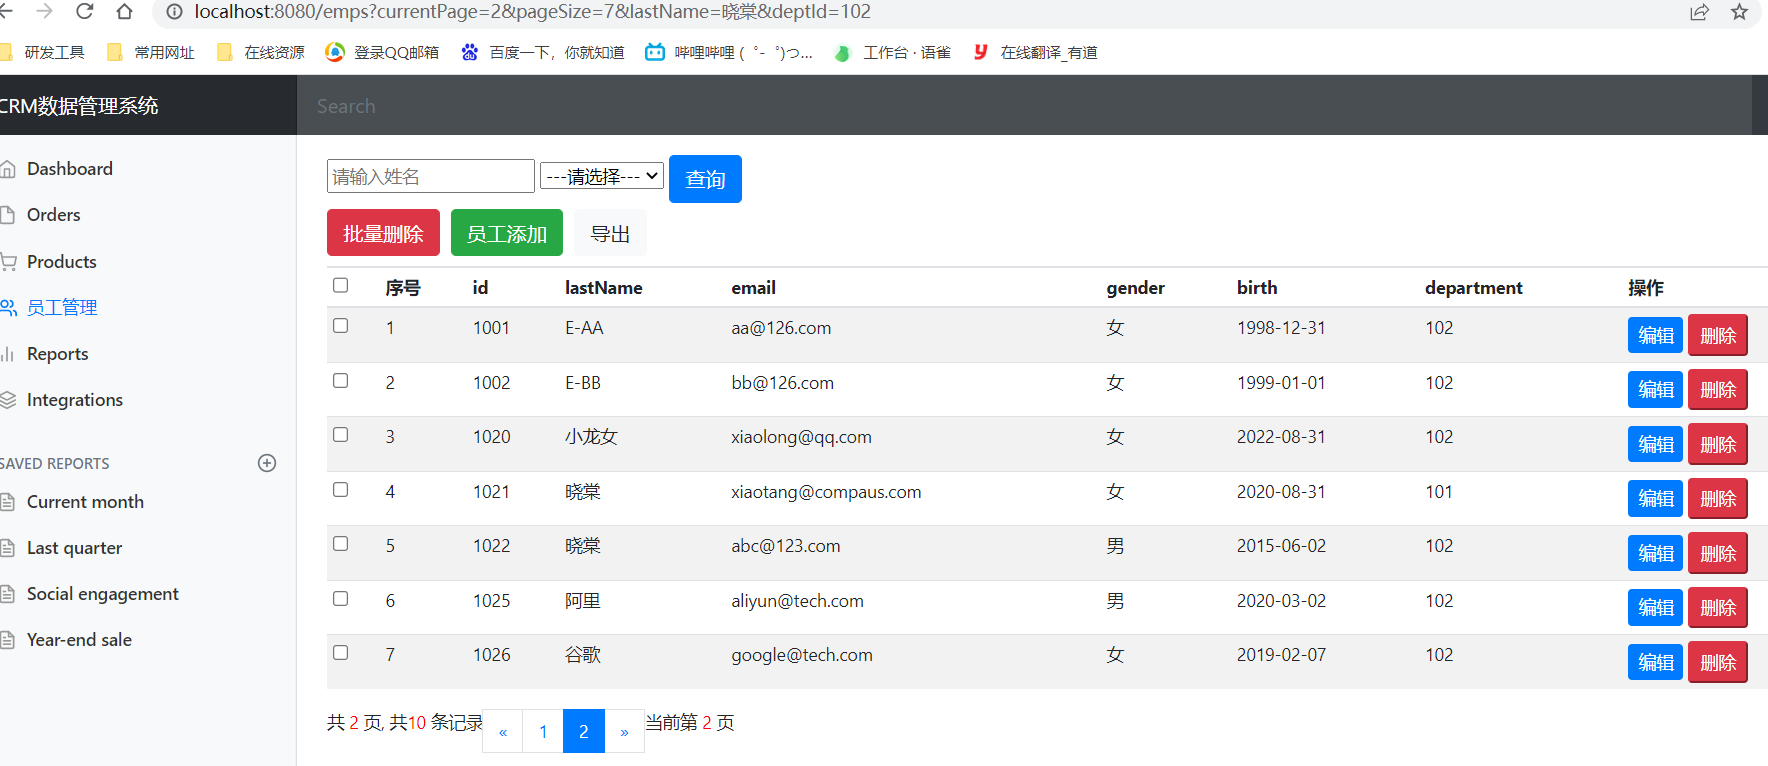 localhost:8080/emps?currentPage=2&pageSize=7&lastName=晓棠&deptId=102
研发工具 常用网址 在线资源 登录QQ邮箱 百度一下，你就知道 哔哩哔哩 ( ゜- ゜)つ... 工作台 · 语雀 在线翻译_有道
CRM数据管理系统 Search
Dashboard
Orders
Products
员工管理
Reports
Integrations
SAVED REPORTS
Current month
Last quarter
Social engagement
Year-end sale
请输入姓名 ---请选择--- 查询
批量删除 员工添加 导出
序号 id lastName email gender birth department 操作
1 1001 E-AA aa@126.com 女 1998-12-31 102 编辑 删除
2 1002 E-BB bb@126.com 女 1999-01-01 102 编辑 删除
3 1020 小龙女 xiaolong@qq.com 女 2022-08-31 102 编辑 删除
4 1021 晓棠 xiaotang@compaus.com 女 2020-08-31 101 编辑 删除
5 1022 晓棠 abc@123.com 男 2015-06-02 102 编辑 删除
6 1025 阿里 aliyun@tech.com 男 2020-03-02 102 编辑 删除
7 1026 谷歌 google@tech.com 女 2019-02-07 102 编辑 删除
共 2 页, 共10 条记录 « 1 2 » 当前第 2 页